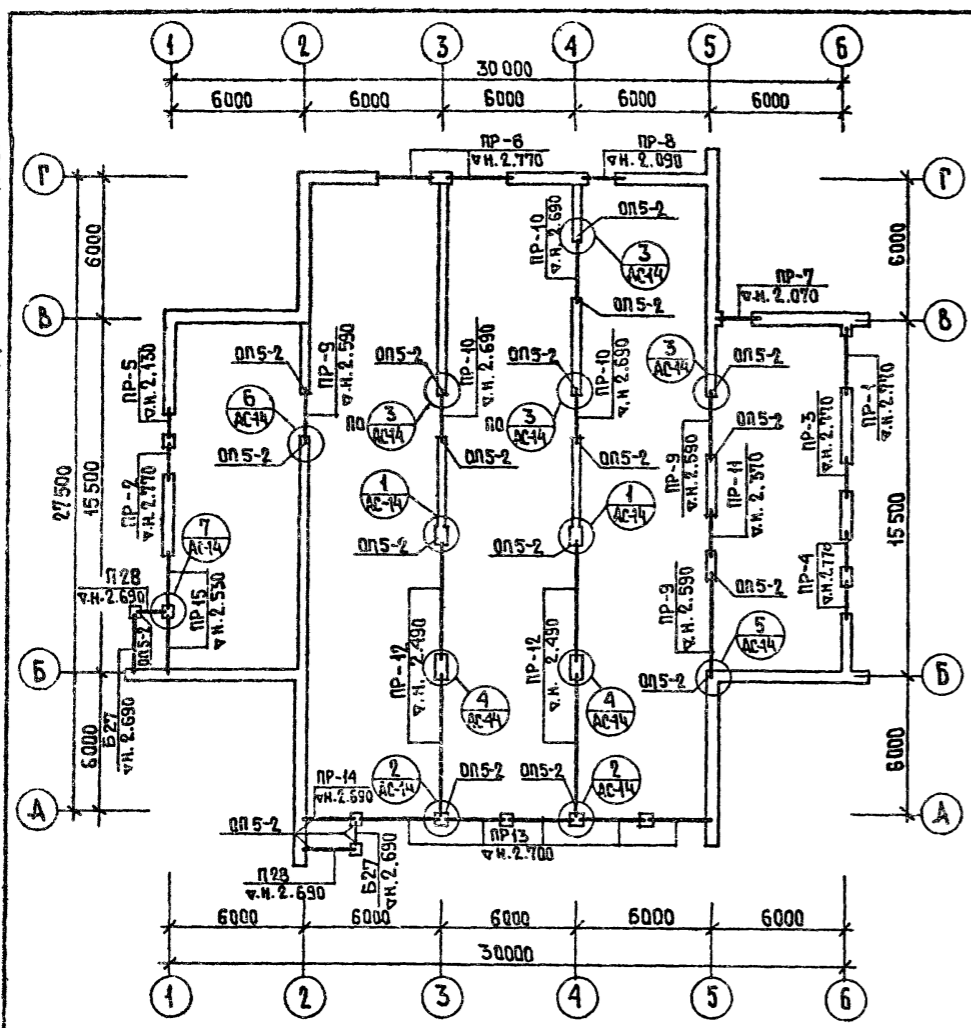 1 2 3 4 5 6
30 000
6000 6000 6000 6000 6000
ПР-6
▽Н.2.770
ПР-8
▽Н.2.090
Г Г
ПР-10
▽.Н.2.690
ОП5-2
3
АС-14
6000 6000
ПР-7
▽.Н.2.070
В В
ОП5-2
ПР-5
▽.Н.2.130
ОП5-2
ПР-9
▽.Н.2.590
ОП5-2
ПР-10
▽.Н.2.690
ОП5-2
ПР-10
▽.Н.2.690
3
АС-14
ОП5-2
ПР-3
▽.Н.2.770
▽.Н.2.770
6
АС-14
ПО
3
АС-14
ПО
3
АС-14
ОП5-2
ОП5-2
ОП5-2
ОП5-2
ПР-9
▽.Н.2.590
ПР-11
▽.Н.2.370
27500
15 500
ПР-2
▽.Н.2.770
1
АС-14
1
АС-14
7
АС-14
ОП5-2
ОП5-2
15 500
П28
▽.Н-2.690
ОП5-2
ПР15
▽.Н.2.530
ПР-9
▽.Н.2.590
ОП5-2
ПР-4
▽.Н.2.770
ПР-12
▽.Н.2.490
ПР-12
▽.Н.2.490
5
АС-14
Б Б
ОП5-2
4
АС-14
4
АС-14
6000
Б27
▽Н.2.690
6000
ПР-14
▽Н.2.690
2
АС-14
ОП5-2
ОП5-2
2
АС-14
А А
ОП5-2
ПР13
▽.Н.2.700
П28
▽.Н.2.690
Б27
▽Н.2.690
6000 6000 6000 6000 6000
30000
1 2 3 4 5 6